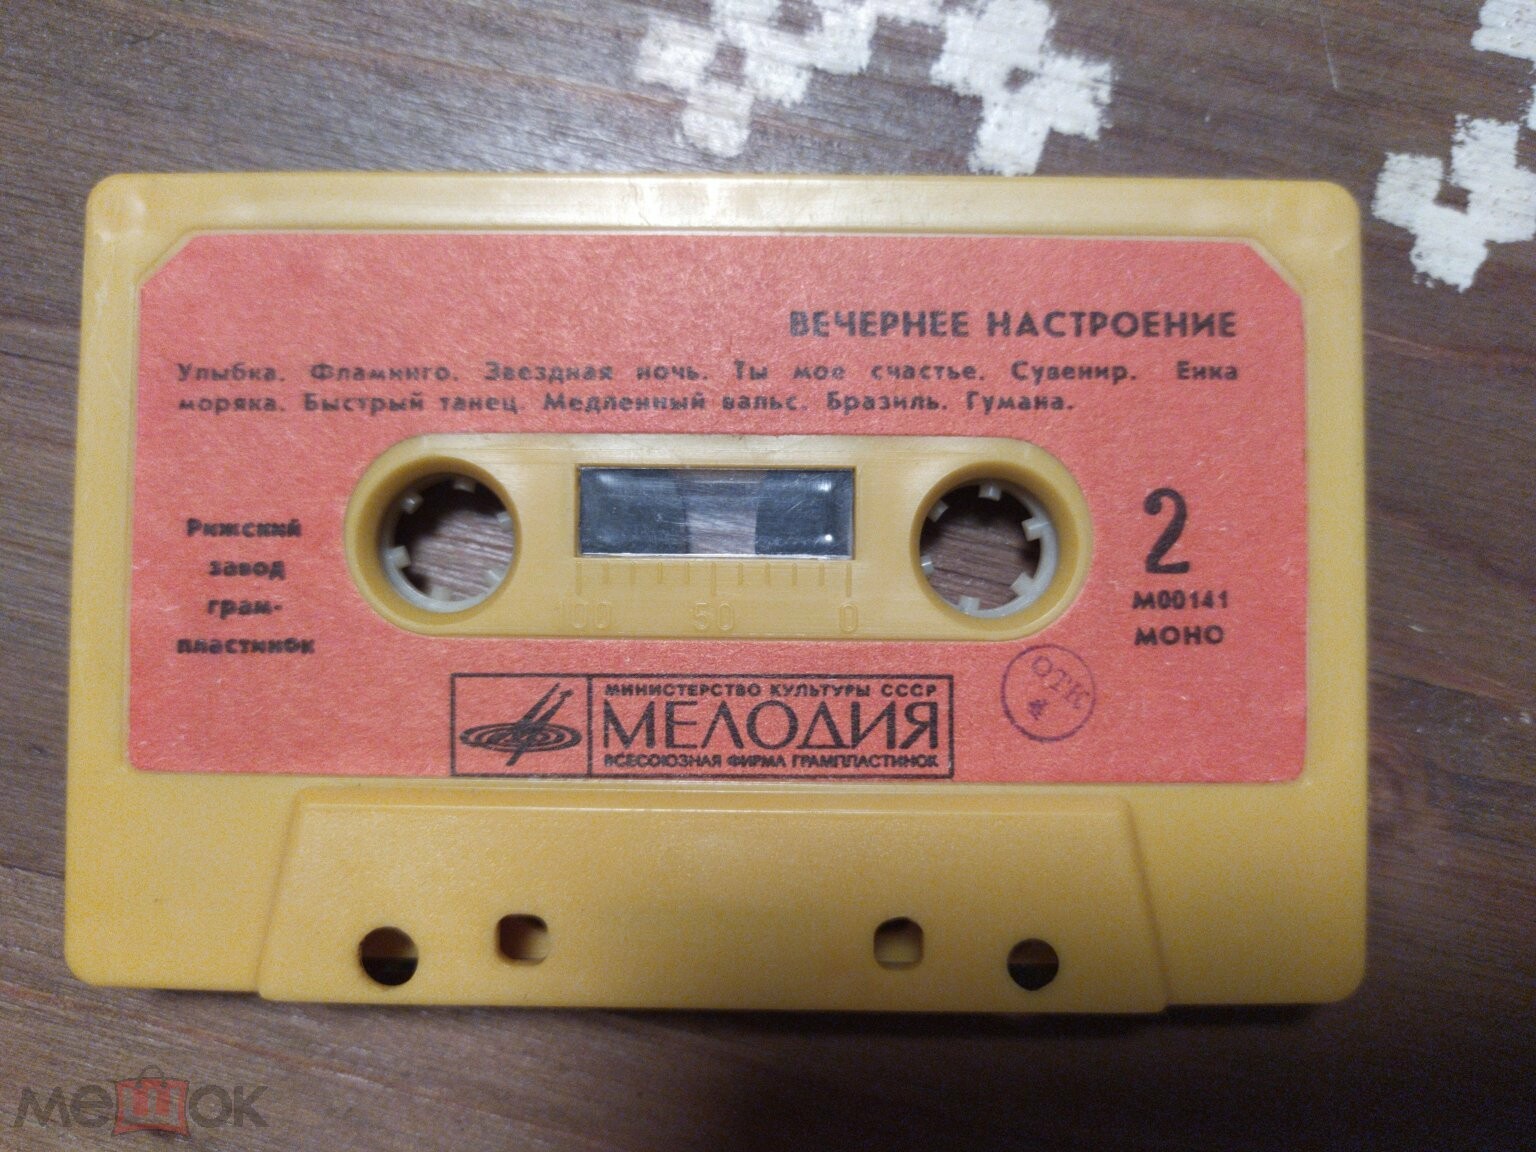 ВЕЧЕРНЕЕ НАСТРОЕНИЕ
Улыбка. Фламинго. Звездная ночь. Ты мое счастье. Сувенир. Енка
моряка. Быстрый танец. Медленный вальс. Бразиль. Гумана.
Рижский
завод
грам-
пластинок
2
М00141
МОНО
100 50 0
ОТК
МИНИСТЕРСТВО КУЛЬТУРЫ СССР
МЕЛОДИЯ
ВСЕСОЮЗНАЯ ФИРМА ГРАМПЛАСТИНОК
мешок